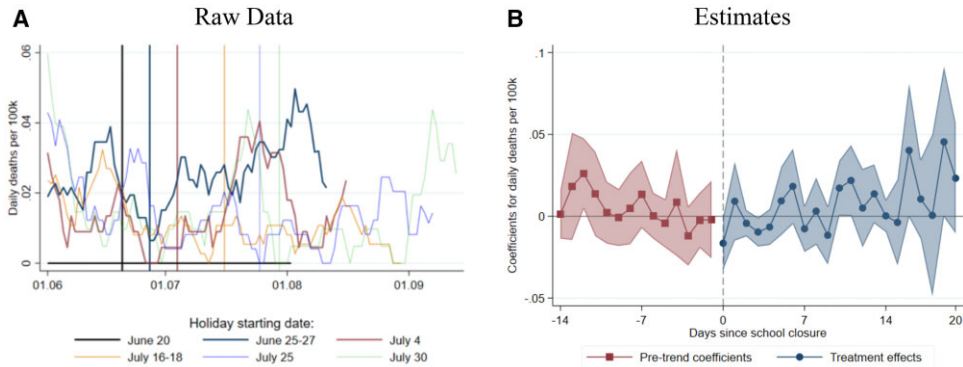 A Raw Data
Daily deaths per 100k
.06
.04
.02
0
01.06 01.07 01.08 01.09
Holiday starting date:
June 20 June 25-27 July 4
July 16-18 July 25 July 30
B Estimates
Coefficients for daily deaths per 100k
.1
.05
0
-.05
-14 -7 0 7 14 20
Days since school closure
Pre-trend coefficients Treatment effects